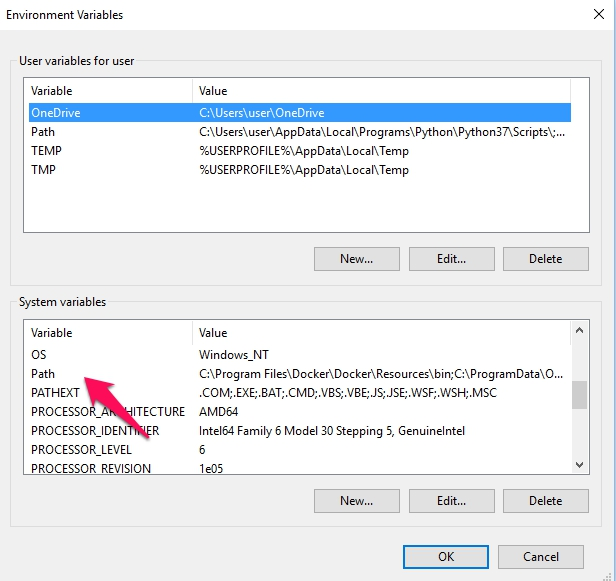 Environment Variables
User variables for user
Variable Value
OneDrive C:\Users\user\OneDrive
Path C:\Users\user\AppData\Local\Programs\Python\Python37\Scripts\;...
TEMP %USERPROFILE%\AppData\Local\Temp
TMP %USERPROFILE%\AppData\Local\Temp
New... Edit... Delete
System variables
Variable Value
OS Windows_NT
Path C:\Program Files\Docker\Docker\Resources\bin;C:\ProgramData\O...
PATHEXT .COM;.EXE;.BAT;.CMD;.VBS;.VBE;.JS;.JSE;.WSF;.WSH;.MSC
PROCESSOR_ARCHITECTURE AMD64
PROCESSOR_IDENTIFIER Intel64 Family 6 Model 30 Stepping 5, GenuineIntel
PROCESSOR_LEVEL 6
PROCESSOR_REVISION 1e05
New... Edit... Delete
OK Cancel